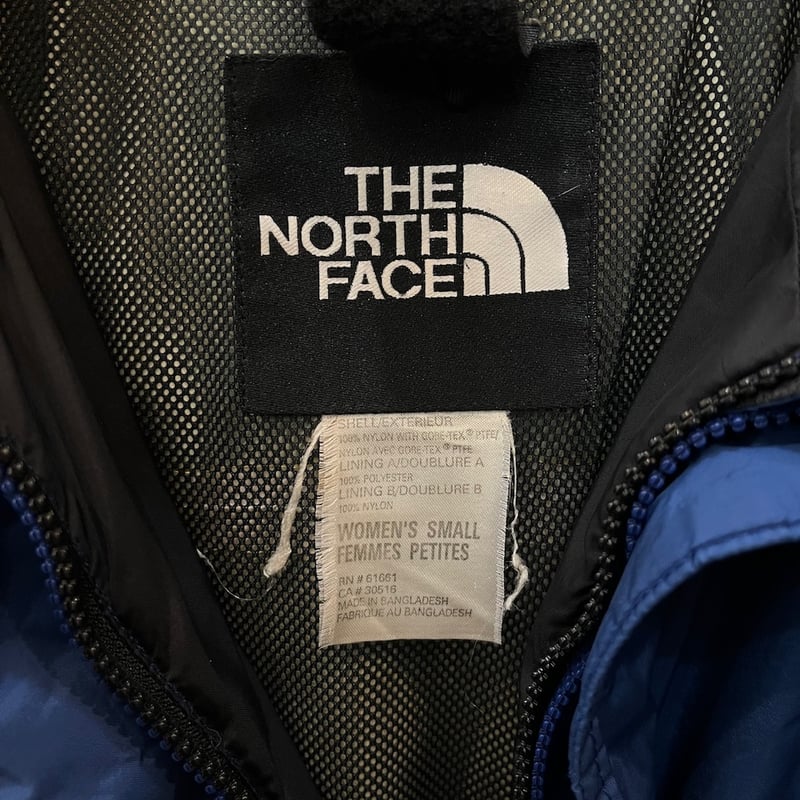 THE
NORTH
FACE
SHELL/EXTERIEUR
100% NYLON WITH GORE-TEX® PTFE/
NYLON AVEC GORE-TEX® PTFE
LINING A/DOUBLURE A
100% POLYESTER
LINING B/DOUBLURE B
100% NYLON
WOMEN'S SMALL
FEMMES PETITES
RN # 61661
CA # 30516
MADE IN BANGLADESH
FABRIQUE AU BANGLADESH